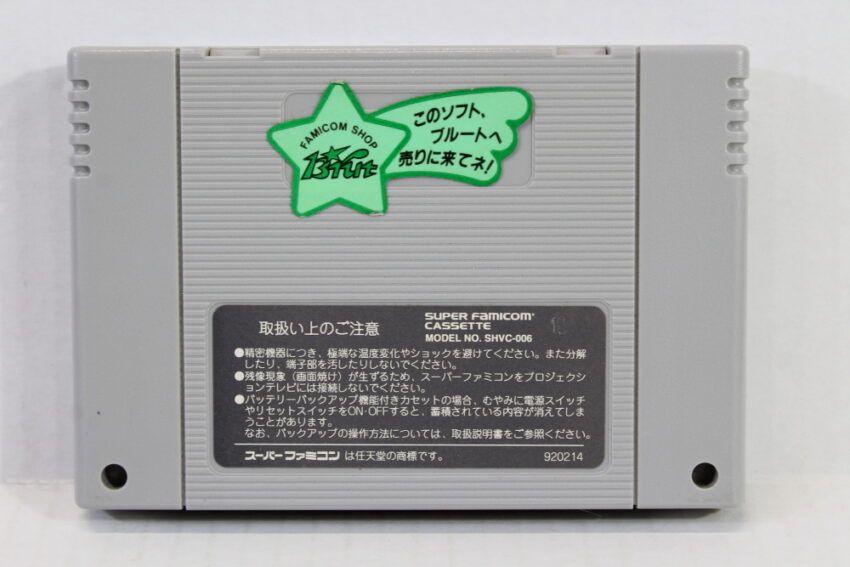 FAMICOM SHOP
Brut
このソフト、
ブルートへ
売りに来てネ!
取扱い上のご注意
SUPER FAMICOM
CASSETTE
MODEL NO. SHVC-006
●精密機器につき、極端な温度変化やショックを避けてください。また分解
したり、端子部を汚したりしないでください。
●残像現象(画面焼け)が生ずるため、スーパーファミコンをプロジェクシ
ョンテレビには接続しないでください。
●バッテリーバックアップ機能付きカセットの場合、むやみに電源スイッチ
やリセットスイッチをON・OFFすると、蓄積されている内容が消えてしま
うことがあります。
なお、バックアップの操作方法については、取扱説明書をご参照ください。
スーパーファミコン は任天堂の商標です。
920214